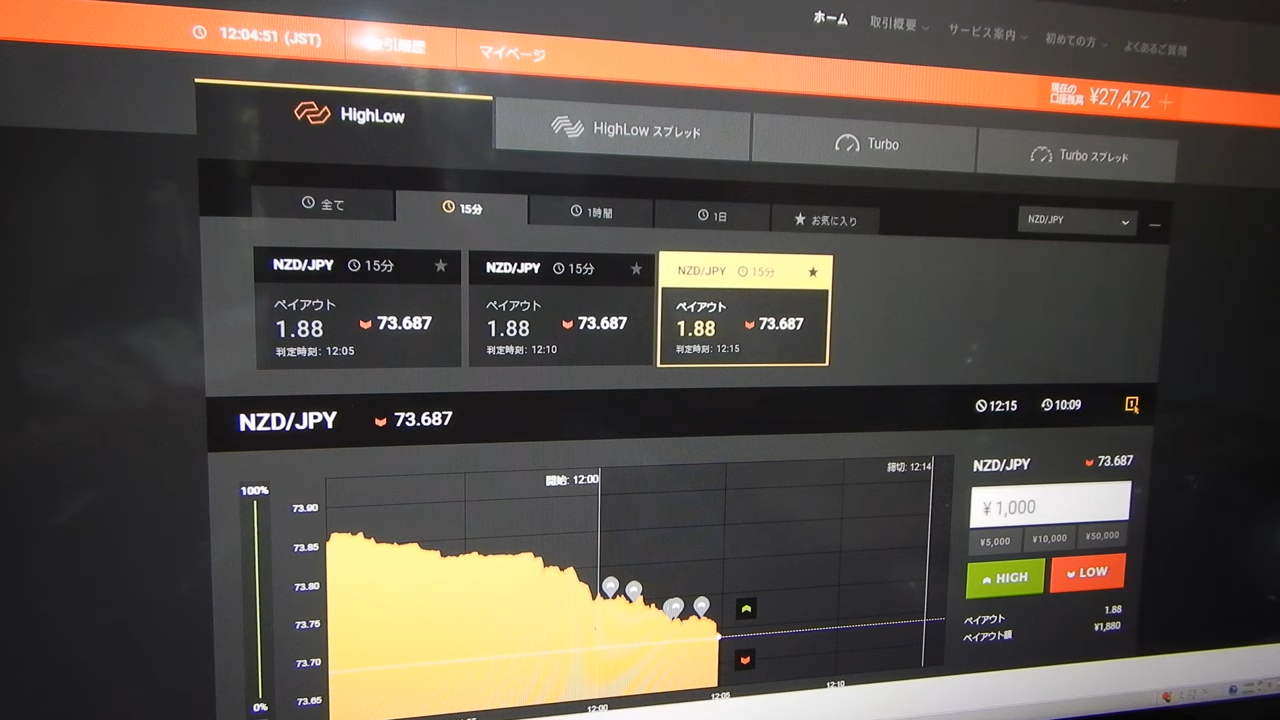 ホーム 取引概要 サービス案内 初めての方 よくあるご質問
12:04:51 (JST) 取引履歴 マイページ
現在の
口座残高 ¥27,472 +
HighLow HighLow スプレッド Turbo Turbo スプレッド
全て 15分 1時間 1日 お気に入り NZD/JPY
NZD/JPY 15分
ペイアウト
1.88 73.687
判定時刻: 12:05
NZD/JPY 15分
ペイアウト
1.88 73.687
判定時刻: 12:10
NZD/JPY 15分
ペイアウト
1.88 73.687
判定時刻: 12:15
NZD/JPY 73.687 12:15 10:09 1
100%
0%
開始: 12:00 締切: 12:14
73.90
73.85
73.80
73.75
73.70
73.65
12:00 12:05 12:10
NZD/JPY 73.687
¥1,000
¥5,000 ¥10,000 ¥50,000
HIGH LOW
ペイアウト 1.88
ペイアウト額 ¥1,880